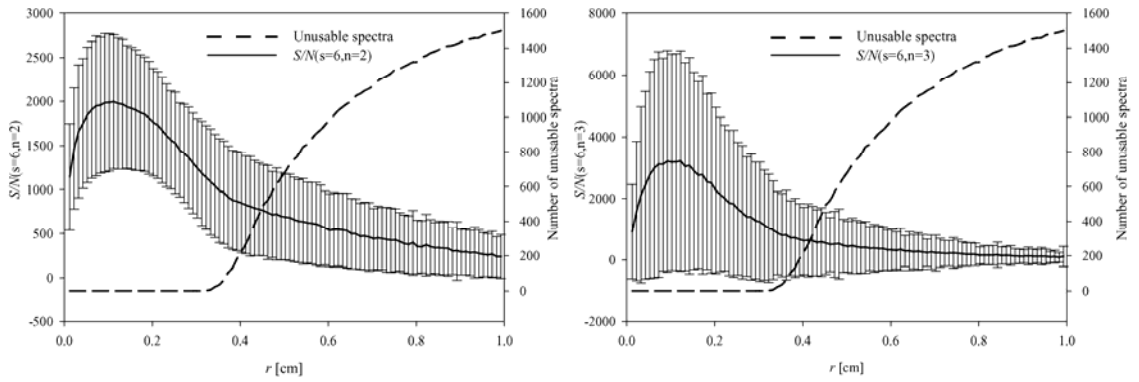 3000
2500
2000
1500
1000
500
0
-500
S/N(s=6,n=2)
Unusable spectra
S/N(s=6,n=2)
1600
1400
1200
1000
800
600
400
200
0
Number of unusable spectra
0.0 0.2 0.4 0.6 0.8 1.0
r [cm]
8000
6000
4000
2000
0
-2000
S/N(s=6,n=3)
Unusable spectra
S/N(s=6,n=3)
1600
1400
1200
1000
800
600
400
200
0
Number of unusable spectra
0.0 0.2 0.4 0.6 0.8 1.0
r [cm]